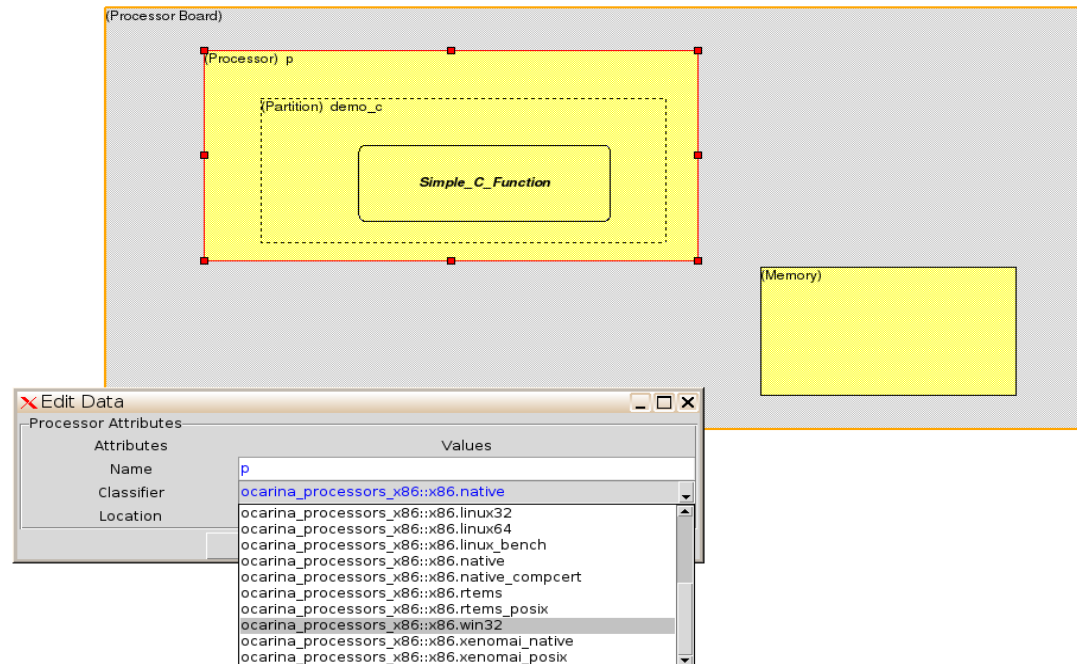 (Processor Board)
(Processor) p
(Partition) demo_c
Simple_C_Function
(Memory)
Edit Data
Processor Attributes
Attributes Values
Name p
Classifier ocarina_processors_x86::x86.native
Location
ocarina_processors_x86::x86.linux32
ocarina_processors_x86::x86.linux64
ocarina_processors_x86::x86.linux_bench
ocarina_processors_x86::x86.native
ocarina_processors_x86::x86.native_compcert
ocarina_processors_x86::x86.rtems
ocarina_processors_x86::x86.rtems_posix
ocarina_processors_x86::x86.win32
ocarina_processors_x86::x86.xenomai_native
ocarina_processors_x86::x86.xenomai_posix